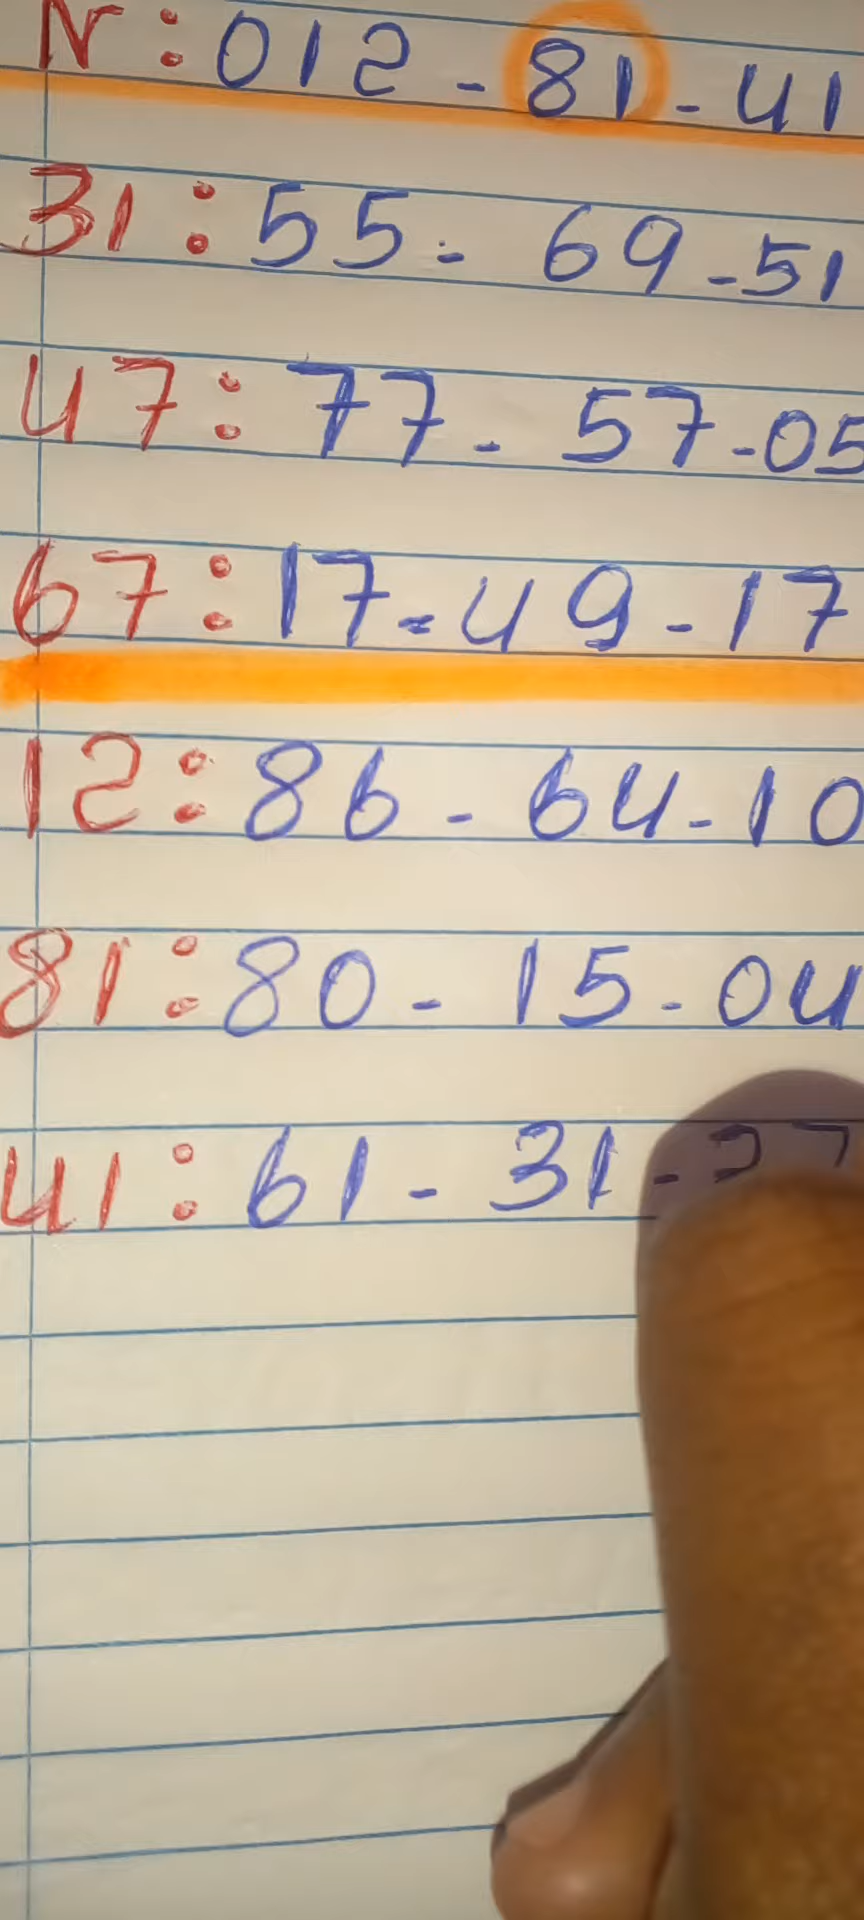 N : 012 - 81 - 41
31 : 55 - 69 - 51
47 : 77 - 57 - 05
67 : 17 - 49 - 17
12 : 86 - 64 - 10
81 : 80 - 15 - 04
41 : 61 - 31 -